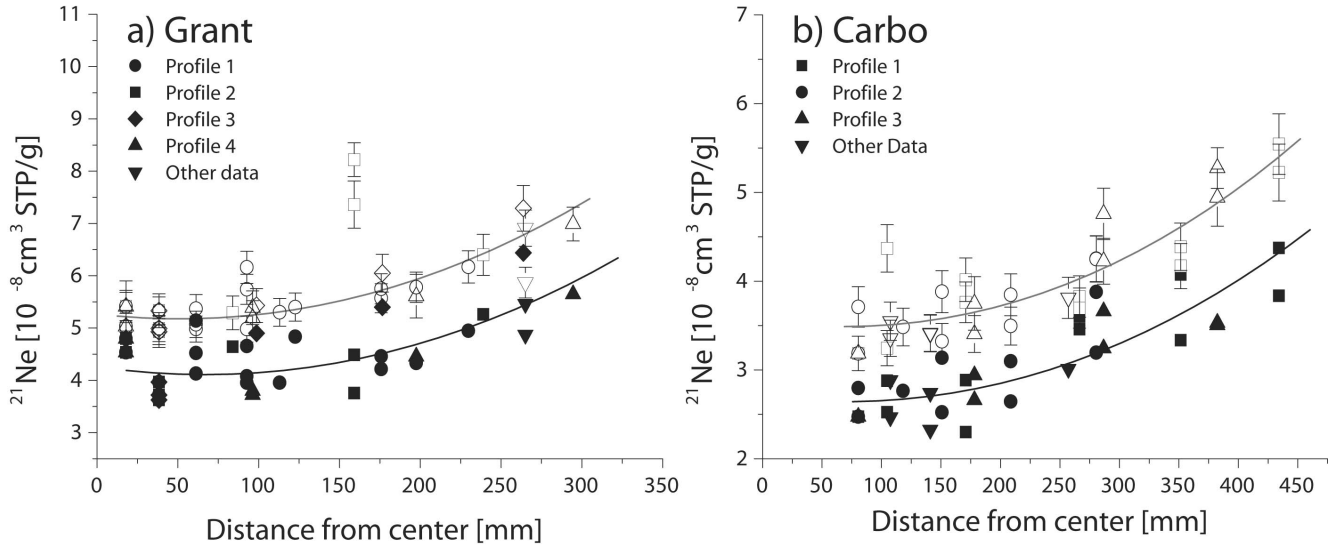 a) Grant
Profile 1
Profile 2
Profile 3
Profile 4
Other data
21Ne [10 -8cm 3 STP/g]
11
10
9
8
7
6
5
4
3
0 50 100 150 200 250 300 350
Distance from center [mm]
b) Carbo
Profile 1
Profile 2
Profile 3
Other Data
21Ne [10 -8cm 3 STP/g]
7
6
5
4
3
2
0 50 100 150 200 250 300 350 400 450
Distance from center [mm]